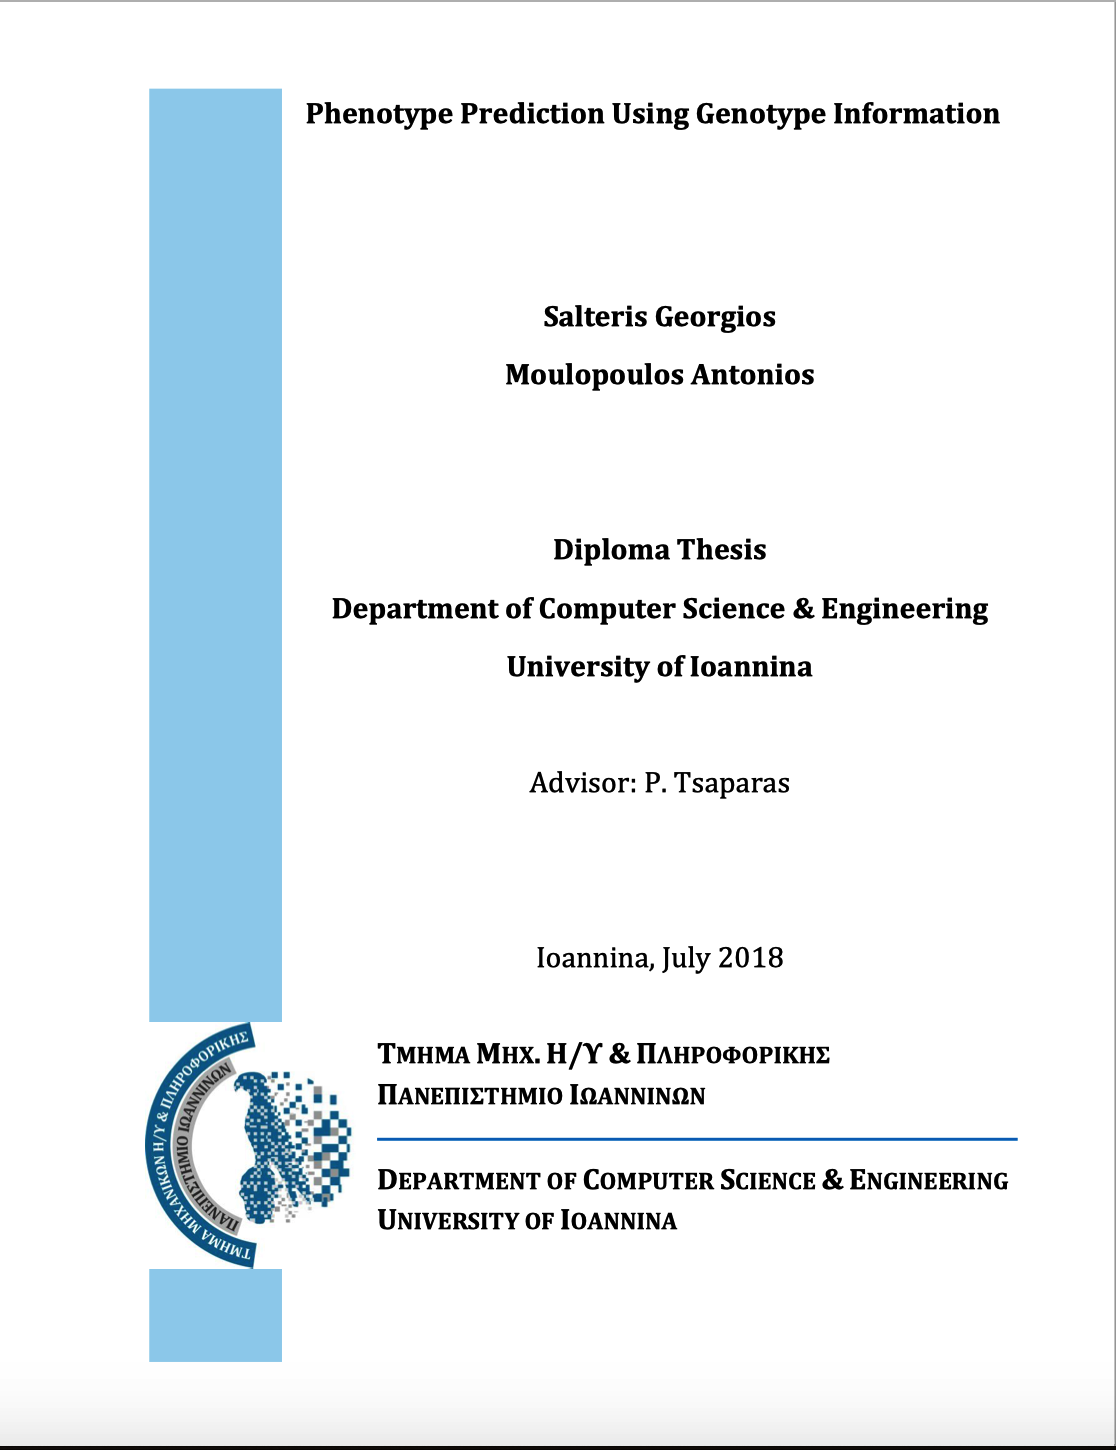 Phenotype Prediction Using Genotype Information
Salteris Georgios
Moulopoulos Antonios
Diploma Thesis
Department of Computer Science & Engineering
University of Ioannina
Advisor: P. Tsaparas
Ioannina, July 2018
ΤΜΗΜΑ ΜΗΧΑΝΙΚΩΝ Η/Υ & ΠΛΗΡΟΦΟΡΙΚΗΣ
ΠΑΝΕΠΙΣΤΗΜΙΟ ΙΩΑΝΝΙΝΩΝ
ΤΜΗΜΑ ΜΗΧ. Η/Υ & ΠΛΗΡΟΦΟΡΙΚΗΣ
ΠΑΝΕΠΙΣΤΗΜΙΟ ΙΩΑΝΝΙΝΩΝ
DEPARTMENT OF COMPUTER SCIENCE & ENGINEERING
UNIVERSITY OF IOANNINA